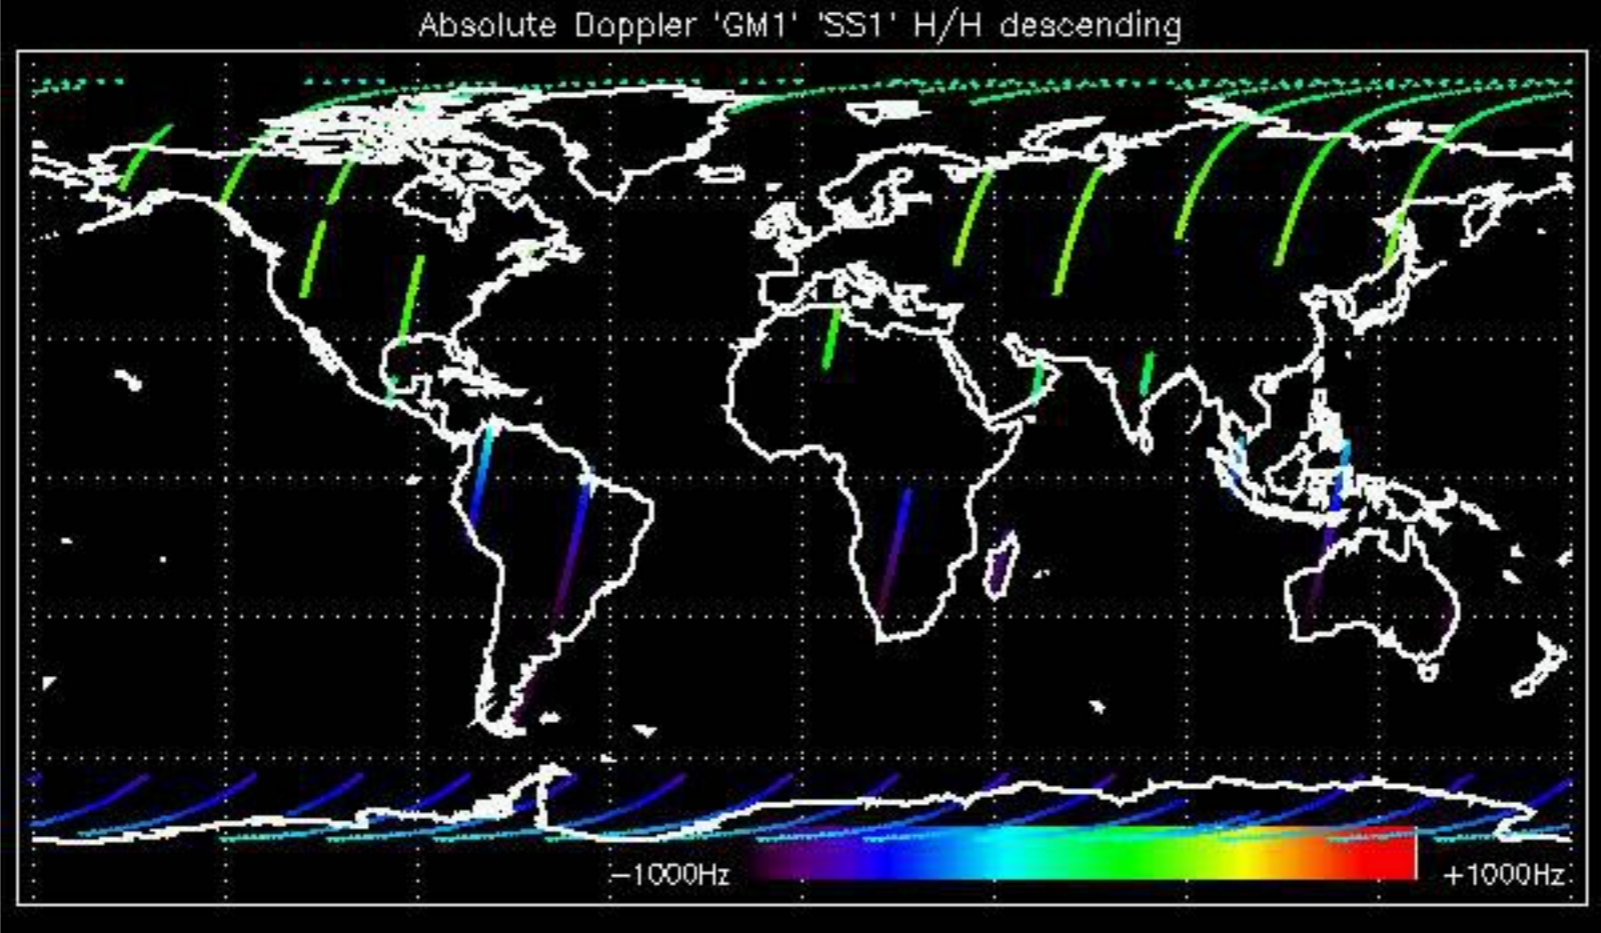 Absolute Doppler 'GM1' 'SS1' H/H descending
−1000Hz +1000Hz